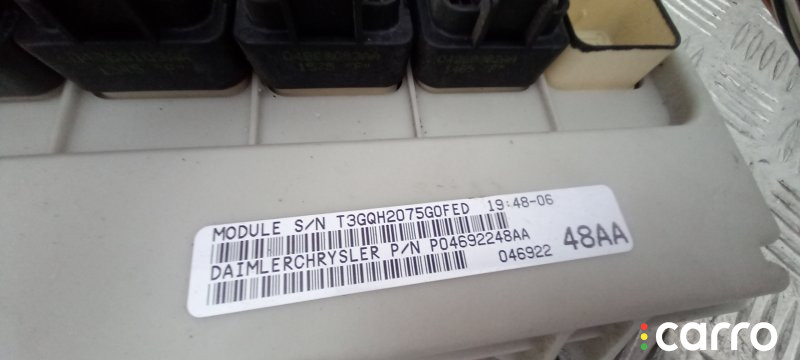 MODULE S/N T3GQH2075G0FED 19:48-06
DAIMLERCHRYSLER P/N P04692248AA 046922 48AA
carro